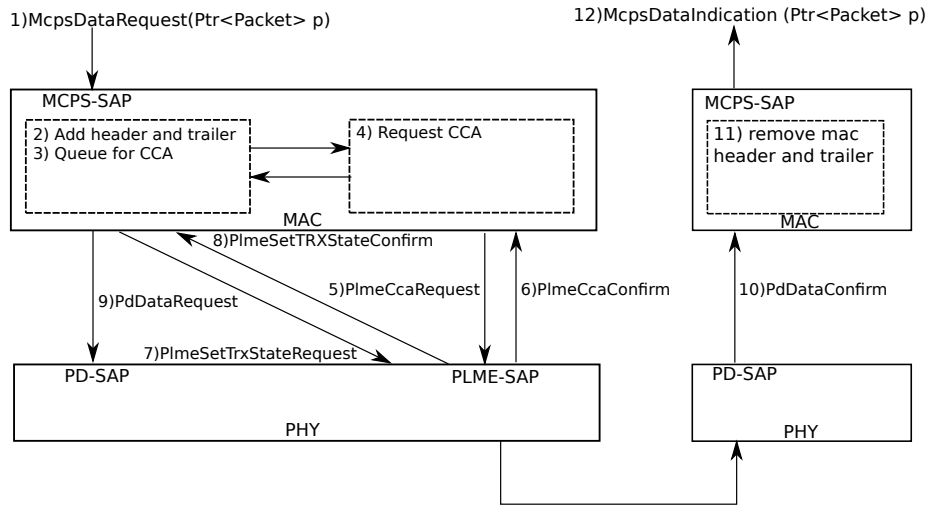 1)McpsDataRequest(Ptr<Packet> p)
12)McpsDataIndication (Ptr<Packet> p)
MCPS-SAP
2) Add header and trailer
3) Queue for CCA
4) Request CCA
MAC
MCPS-SAP
11) remove mac
header and trailer
MAC
8)PlmeSetTRXStateConfirm
9)PdDataRequest
5)PlmeCcaRequest
6)PlmeCcaConfirm
10)PdDataConfirm
7)PlmeSetTrxStateRequest
PD-SAP
PLME-SAP
PHY
PD-SAP
PHY